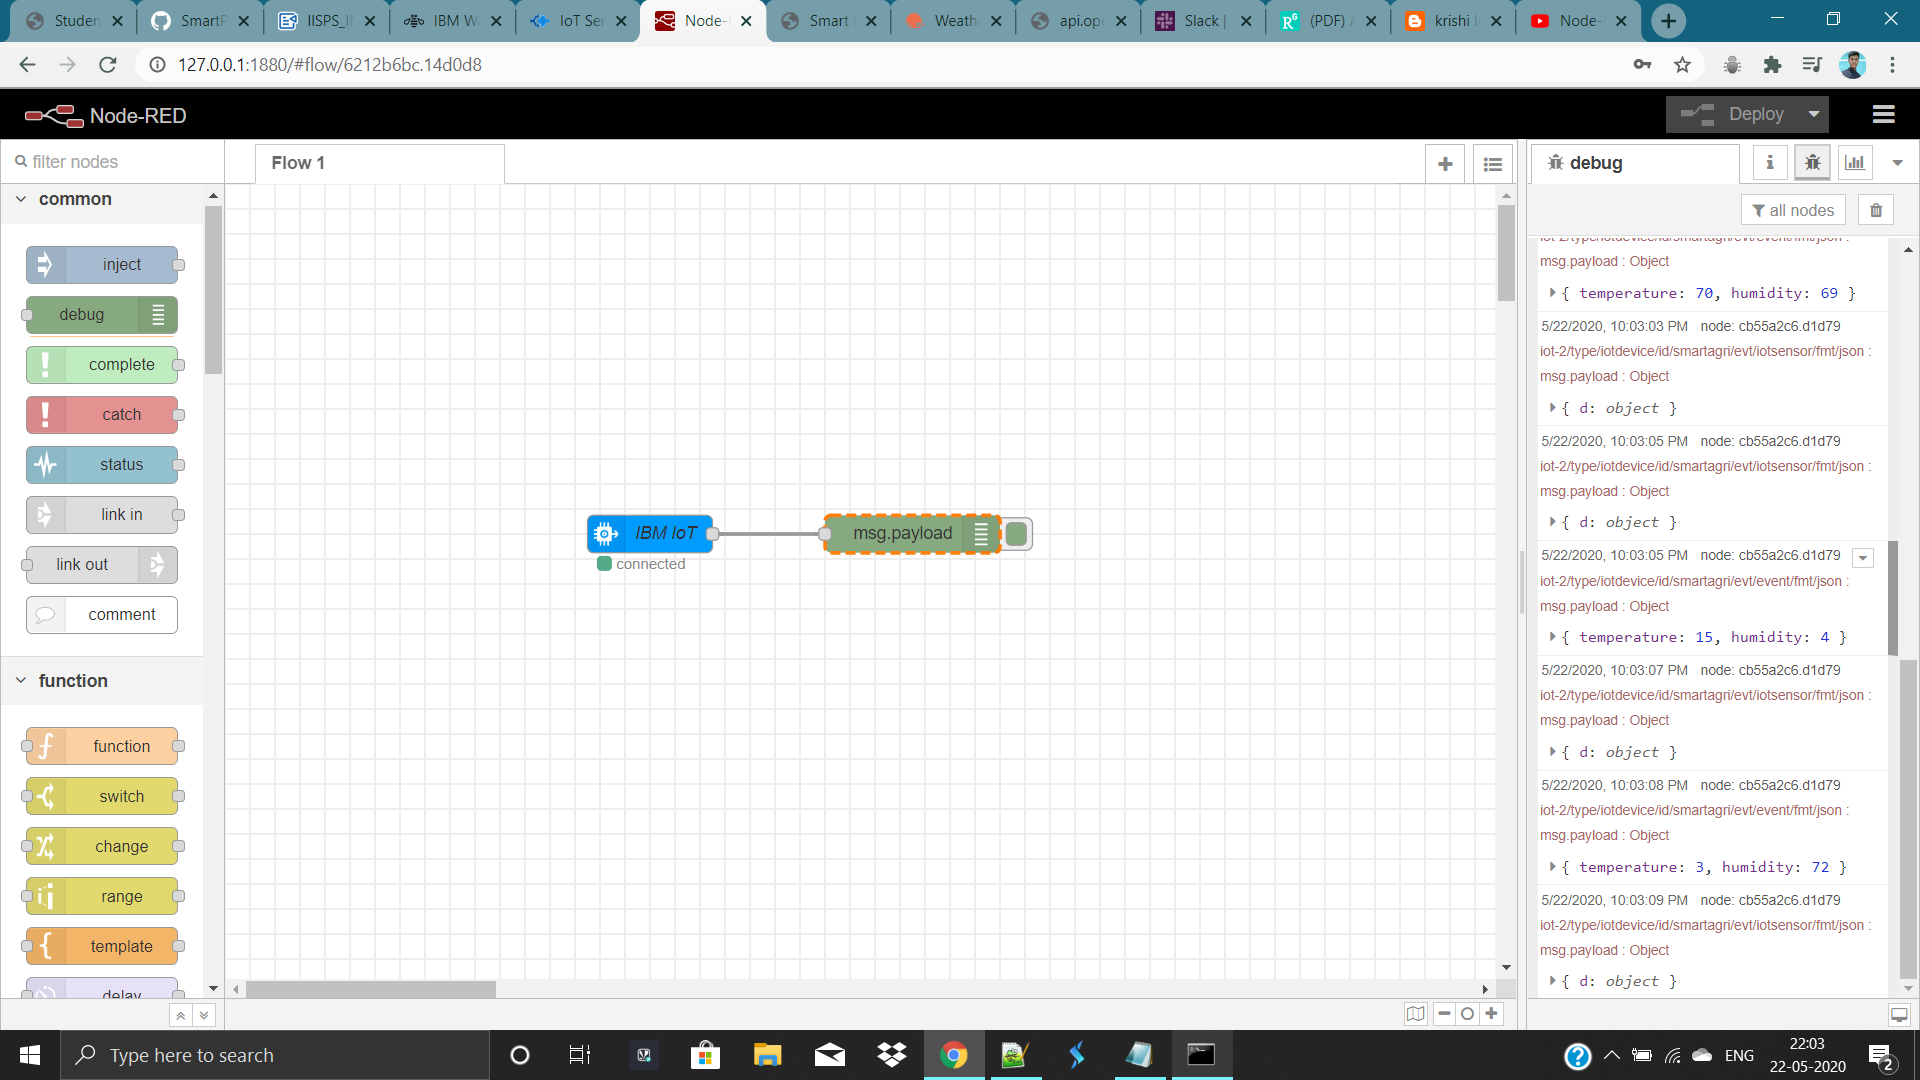 Studen
SmartP
IISPS_II
IBM W
IoT Ser
Node-
Smart
Weath
api.ope
Slack |
(PDF) A
krishi
Node-
127.0.0.1:1880/#flow/6212b6bc.14d0d8
Node-RED
Deploy
filter nodes
Flow 1
debug
common
all nodes
inject
debug
complete
catch
status
link in
link out
comment
function
function
switch
change
range
template
delay
IBM IoT
connected
msg.payload
iot-2/type/iotdevice/id/smartagri/evt/event/fmt/json :
msg.payload : Object
{ temperature: 70, humidity: 69 }
5/22/2020, 10:03:03 PM node: cb55a2c6.d1d79
iot-2/type/iotdevice/id/smartagri/evt/iotsensor/fmt/json :
msg.payload : Object
{ d: object }
5/22/2020, 10:03:05 PM node: cb55a2c6.d1d79
iot-2/type/iotdevice/id/smartagri/evt/iotsensor/fmt/json :
msg.payload : Object
{ d: object }
5/22/2020, 10:03:05 PM node: cb55a2c6.d1d79
iot-2/type/iotdevice/id/smartagri/evt/event/fmt/json :
msg.payload : Object
{ temperature: 15, humidity: 4 }
5/22/2020, 10:03:07 PM node: cb55a2c6.d1d79
iot-2/type/iotdevice/id/smartagri/evt/iotsensor/fmt/json :
msg.payload : Object
{ d: object }
5/22/2020, 10:03:08 PM node: cb55a2c6.d1d79
iot-2/type/iotdevice/id/smartagri/evt/event/fmt/json :
msg.payload : Object
{ temperature: 3, humidity: 72 }
5/22/2020, 10:03:09 PM node: cb55a2c6.d1d79
iot-2/type/iotdevice/id/smartagri/evt/iotsensor/fmt/json :
msg.payload : Object
{ d: object }
Type here to search
ENG
22:03
22-05-2020
2